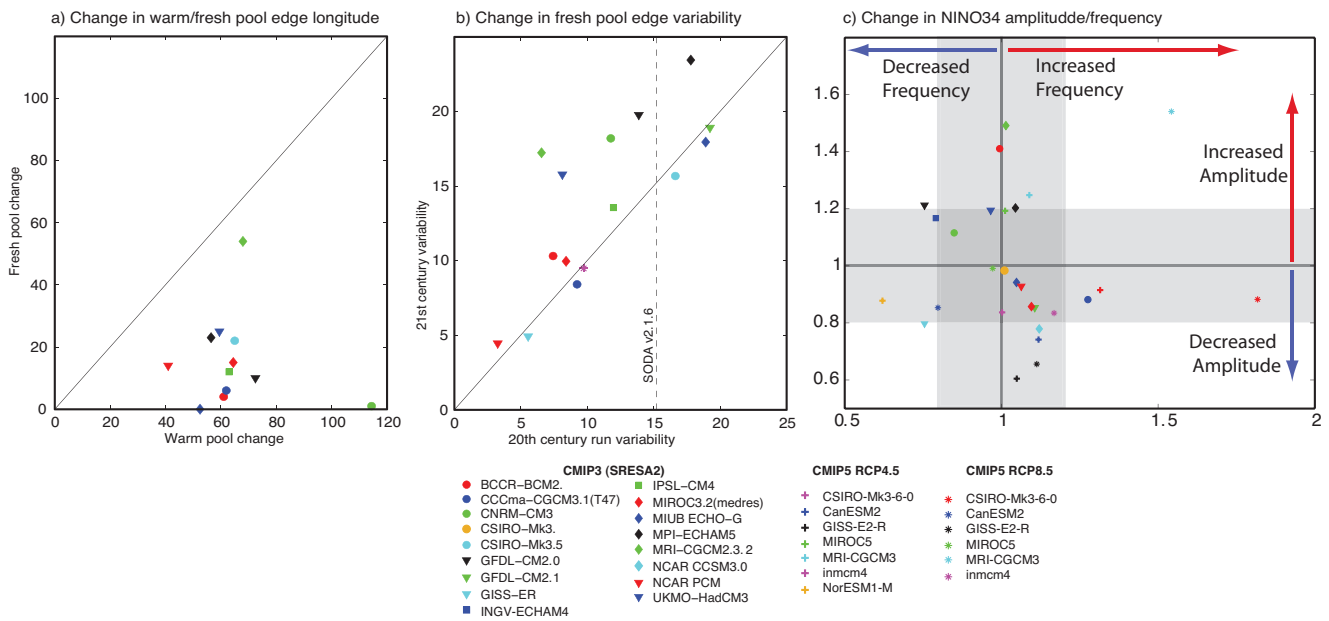 a) Change in warm/fresh pool edge longitude
Fresh pool change
100
80
60
40
20
0
0 20 40 60 80 100 120
Warm pool change
b) Change in fresh pool edge variability
21st century variability
20
15
10
5
0
SODA v2.1.6
0 5 10 15 20 25
20th century run variability
c) Change in NINO34 amplitudde/frequency
Decreased
Frequency
Increased
Frequency
Increased
Amplitude
Decreased
Amplitude
1.6
1.4
1.2
1
0.8
0.6
0.5 1 1.5 2
CMIP3 (SRESA2)
BCCR−BCM2.
CCCma−CGCM3.1(T47)
CNRM−CM3
CSIRO−Mk3.
CSIRO−Mk3.5
GFDL−CM2.0
GFDL−CM2.1
GISS−ER
INGV−ECHAM4
IPSL−CM4
MIROC3.2(medres)
MIUB ECHO−G
MPI−ECHAM5
MRI−CGCM2.3.2
NCAR CCSM3.0
NCAR PCM
UKMO−HadCM3
CMIP5 RCP4.5
CSIRO−Mk3−6−0
CanESM2
GISS−E2−R
MIROC5
MRI−CGCM3
inmcm4
NorESM1−M
CMIP5 RCP8.5
CSIRO−Mk3−6−0
CanESM2
GISS−E2−R
MIROC5
MRI−CGCM3
inmcm4